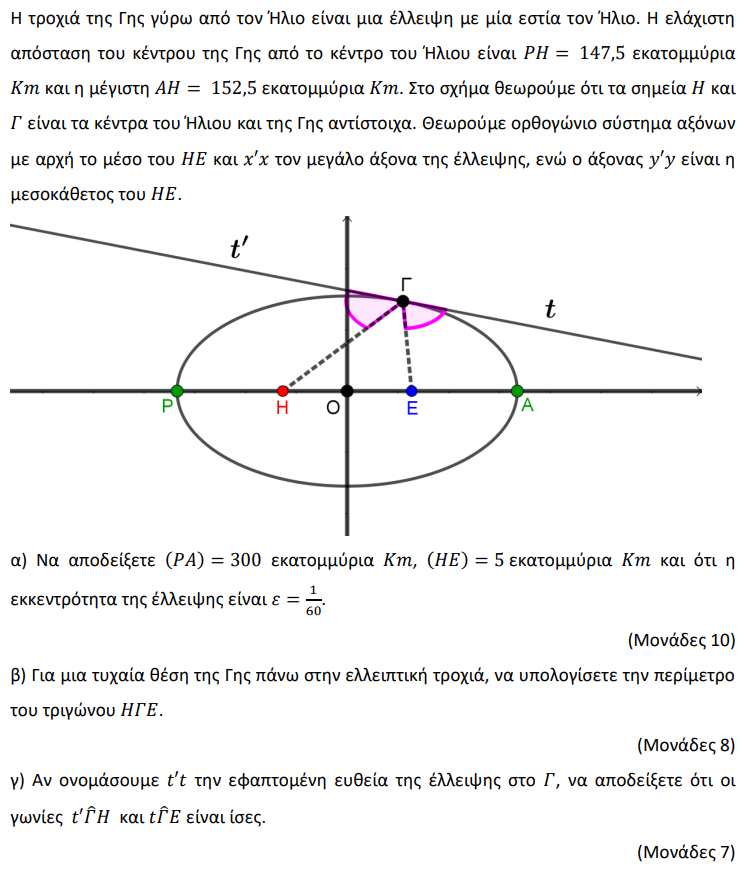 Η τροχιά της Γης γύρω από τον Ήλιο είναι μια έλλειψη με μία εστία τον Ήλιο. Η ελάχιστη
απόσταση του κέντρου της Γης από το κέντρο του Ήλιου είναι PH = 147,5 εκατομμύρια
Km και η μέγιστη AH = 152,5 εκατομμύρια Km. Στο σχήμα θεωρούμε ότι τα σημεία H και
Γ είναι τα κέντρα του Ήλιου και της Γης αντίστοιχα. Θεωρούμε ορθογώνιο σύστημα αξόνων
με αρχή το μέσο του HE και x′x τον μεγάλο άξονα της έλλειψης, ενώ ο άξονας y′y είναι η
μεσοκάθετος του HE.
t′
Γ
t
P
H
O
E
A
α) Να αποδείξετε (PA) = 300 εκατομμύρια Km, (HE) = 5 εκατομμύρια Km και ότι η
εκκεντρότητα της έλλειψης είναι ε = 1/60.
(Μονάδες 10)
β) Για μια τυχαία θέση της Γης πάνω στην ελλειπτική τροχιά, να υπολογίσετε την περίμετρο
του τριγώνου ΗΓΕ.
(Μονάδες 8)
γ) Αν ονομάσουμε t′t την εφαπτομένη ευθεία της έλλειψης στο Γ, να αποδείξετε ότι οι
γωνίες t′Γ̂H και tΓ̂E είναι ίσες.
(Μονάδες 7)